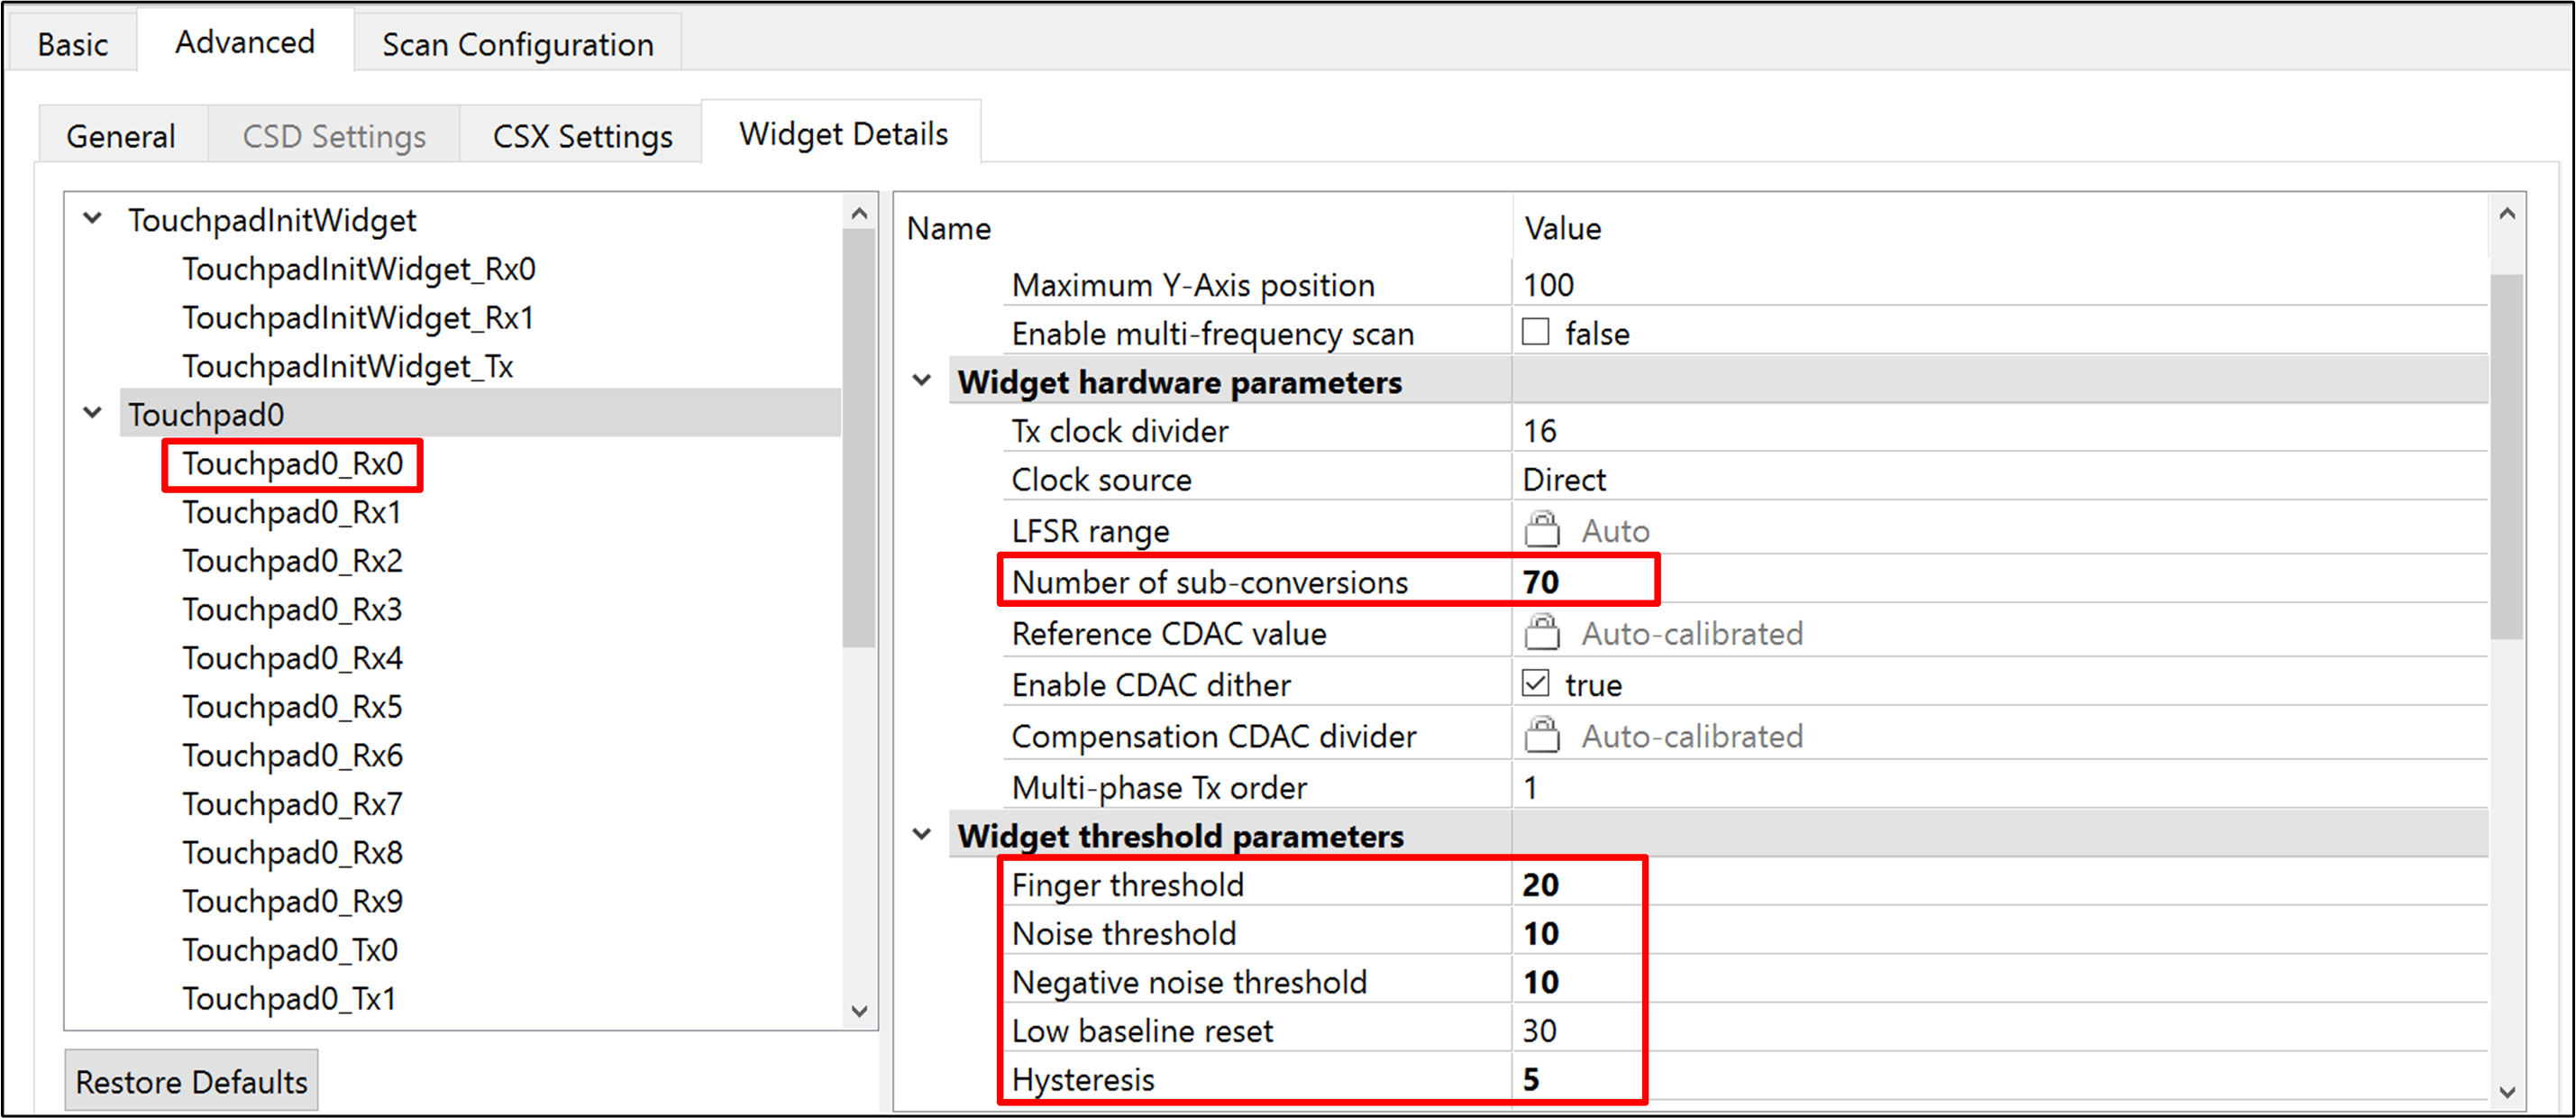 Basic Advanced Scan Configuration
General CSD Settings CSX Settings Widget Details
TouchpadInitWidget
TouchpadInitWidget_Rx0
TouchpadInitWidget_Rx1
TouchpadInitWidget_Tx
Touchpad0
Touchpad0_Rx0
Touchpad0_Rx1
Touchpad0_Rx2
Touchpad0_Rx3
Touchpad0_Rx4
Touchpad0_Rx5
Touchpad0_Rx6
Touchpad0_Rx7
Touchpad0_Rx8
Touchpad0_Rx9
Touchpad0_Tx0
Touchpad0_Tx1
Restore Defaults
Name Value
Maximum Y-Axis position 100
Enable multi-frequency scan false
Widget hardware parameters
Tx clock divider 16
Clock source Direct
LFSR range Auto
Number of sub-conversions 70
Reference CDAC value Auto-calibrated
Enable CDAC dither true
Compensation CDAC divider Auto-calibrated
Multi-phase Tx order 1
Widget threshold parameters
Finger threshold 20
Noise threshold 10
Negative noise threshold 10
Low baseline reset 30
Hysteresis 5